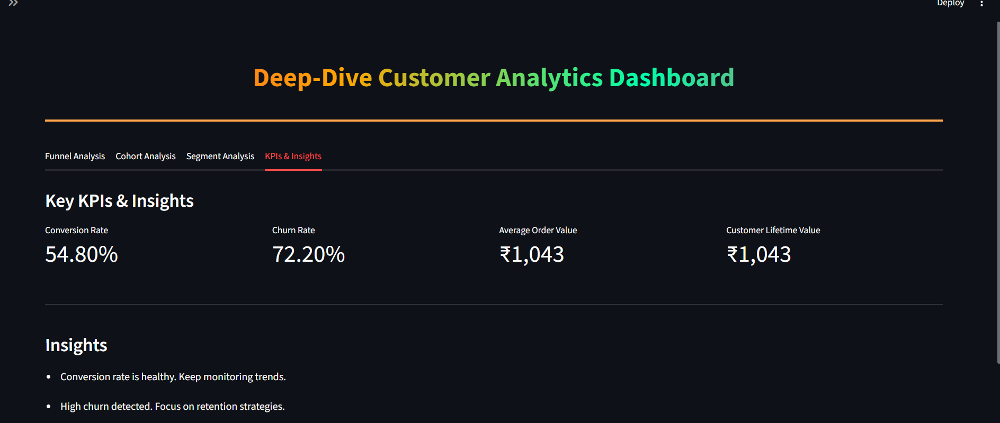 Deploy
Deep-Dive Customer Analytics Dashboard
Funnel Analysis Cohort Analysis Segment Analysis KPIs & Insights
Key KPIs & Insights
Conversion Rate Churn Rate Average Order Value Customer Lifetime Value
54.80% 72.20% ₹1,043 ₹1,043
Insights
• Conversion rate is healthy. Keep monitoring trends.
• High churn detected. Focus on retention strategies.